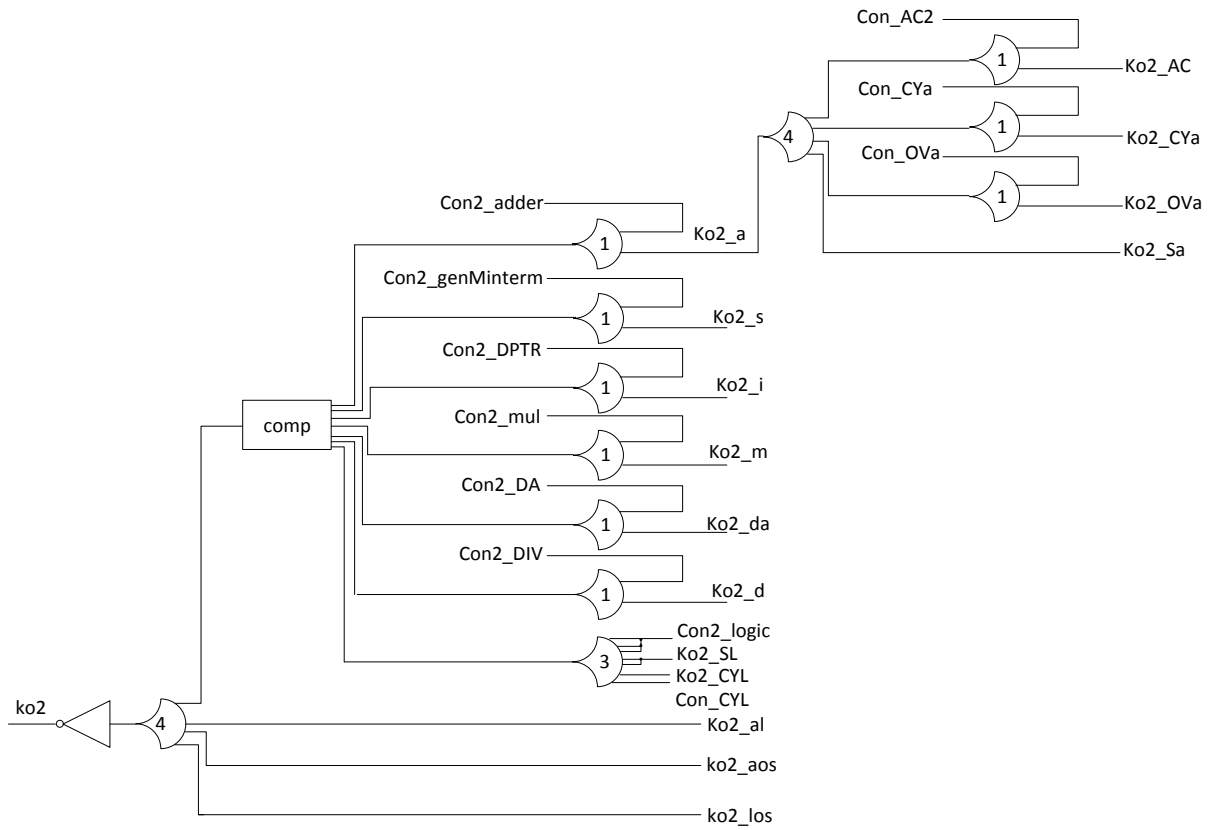 Con_AC2
1
Ko2_AC
Con_CYa
4
1
Ko2_CYa
Con_OVa
1
Ko2_OVa
Con2_adder
1
Ko2_a
Ko2_Sa
Con2_genMinterm
1
Ko2_s
Con2_DPTR
1
Ko2_i
comp
Con2_mul
1
Ko2_m
Con2_DA
1
Ko2_da
Con2_DIV
1
Ko2_d
Con2_logic
3
Ko2_SL
Ko2_CYL
Con_CYL
ko2
4
Ko2_al
ko2_aos
ko2_los